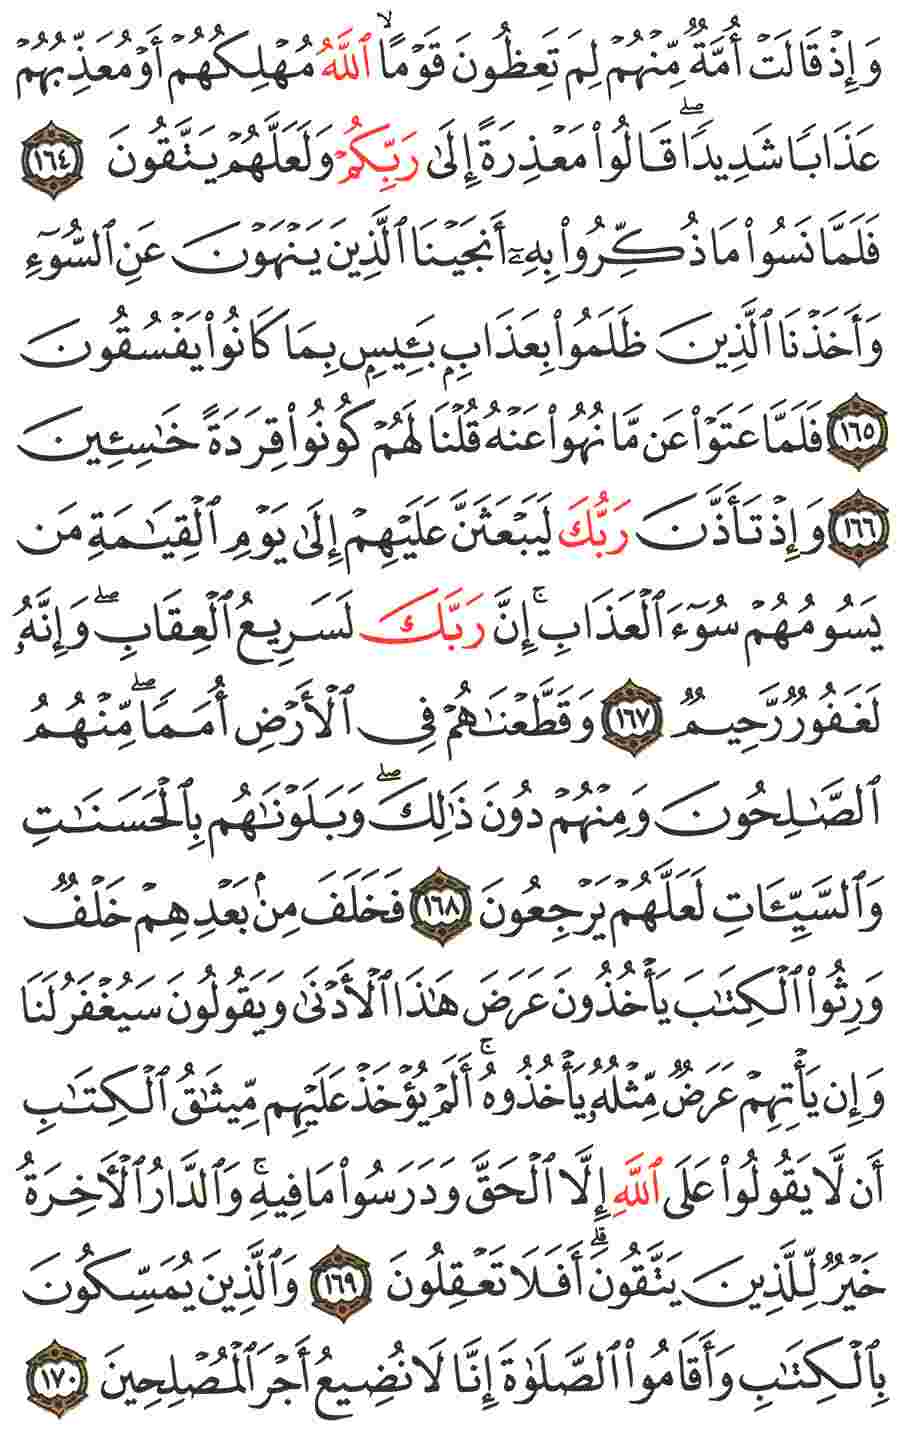 وَإِذْ قَالَتْ أُمَّةٌ مِّنْهُمْ لِمَ تَعِظُونَ قَوْمًا ۙ ٱللَّهُ مُهْلِكُهُمْ أَوْ مُعَذِّبُهُمْ
عَذَابًا شَدِيدًا ۖ قَالُوا۟ مَعْذِرَةً إِلَىٰ رَبِّكُمْ وَلَعَلَّهُمْ يَتَّقُونَ ١٦٤
فَلَمَّا نَسُوا۟ مَا ذُكِّرُوا۟ بِهِۦٓ أَنجَيْنَا ٱلَّذِينَ يَنْهَوْنَ عَنِ ٱلسُّوٓءِ
وَأَخَذْنَا ٱلَّذِينَ ظَلَمُوا۟ بِعَذَابٍۭ بَـِٔيسٍۭ بِمَا كَانُوا۟ يَفْسُقُونَ
١٦٥ فَلَمَّا عَتَوْا۟ عَن مَّا نُهُوا۟ عَنْهُ قُلْنَا لَهُمْ كُونُوا۟ قِرَدَةً خَـٰسِـِٔينَ
١٦٦ وَإِذْ تَأَذَّنَ رَبُّكَ لَيَبْعَثَنَّ عَلَيْهِمْ إِلَىٰ يَوْمِ ٱلْقِيَـٰمَةِ مَن
يَسُومُهُمْ سُوٓءَ ٱلْعَذَابِ ۗ إِنَّ رَبَّكَ لَسَرِيعُ ٱلْعِقَابِ ۖ وَإِنَّهُۥ
لَغَفُورٌ رَّحِيمٌ ١٦٧ وَقَطَّعْنَـٰهُمْ فِى ٱلْأَرْضِ أُمَمًا ۖ مِّنْهُمُ
ٱلصَّـٰلِحُونَ وَمِنْهُمْ دُونَ ذَٰلِكَ ۖ وَبَلَوْنَـٰهُم بِٱلْحَسَنَـٰتِ
وَٱلسَّيِّـَٔاتِ لَعَلَّهُمْ يَرْجِعُونَ ١٦٨ فَخَلَفَ مِنۢ بَعْدِهِمْ خَلْفٌ
وَرِثُوا۟ ٱلْكِتَـٰبَ يَأْخُذُونَ عَرَضَ هَـٰذَا ٱلْأَدْنَىٰ وَيَقُولُونَ سَيُغْفَرُ لَنَا
وَإِن يَأْتِهِمْ عَرَضٌ مِّثْلُهُۥ يَأْخُذُوهُ ۚ أَلَمْ يُؤْخَذْ عَلَيْهِم مِّيثَـٰقُ ٱلْكِتَـٰبِ
أَن لَّا يَقُولُوا۟ عَلَى ٱللَّهِ إِلَّا ٱلْحَقَّ وَدَرَسُوا۟ مَا فِيهِ ۗ وَٱلدَّارُ ٱلْـَٔاخِرَةُ
خَيْرٌ لِّلَّذِينَ يَتَّقُونَ ۗ أَفَلَا تَعْقِلُونَ ١٦٩ وَٱلَّذِينَ يُمَسِّكُونَ
بِٱلْكِتَـٰبِ وَأَقَامُوا۟ ٱلصَّلَوٰةَ إِنَّا لَا نُضِيعُ أَجْرَ ٱلْمُصْلِحِينَ ١٧٠